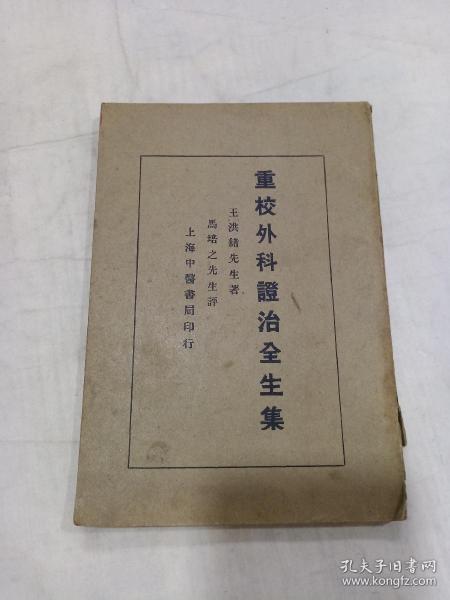 重校外科證治全生集
王洪緒先生著
馬培之先生評
上海中醫書局印行
孔夫子旧书网
www.kongfz.com